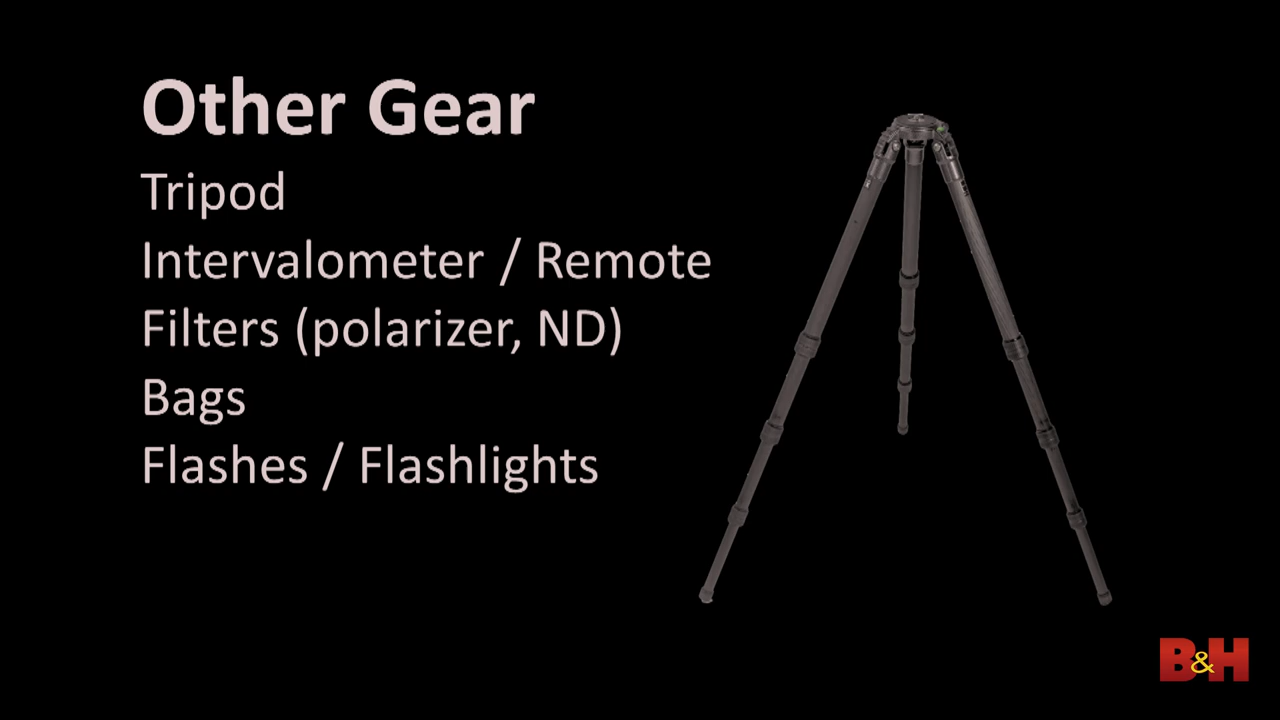 Other Gear
Tripod
Intervalometer / Remote
Filters (polarizer, ND)
Bags
Flashes / Flashlights
B&H